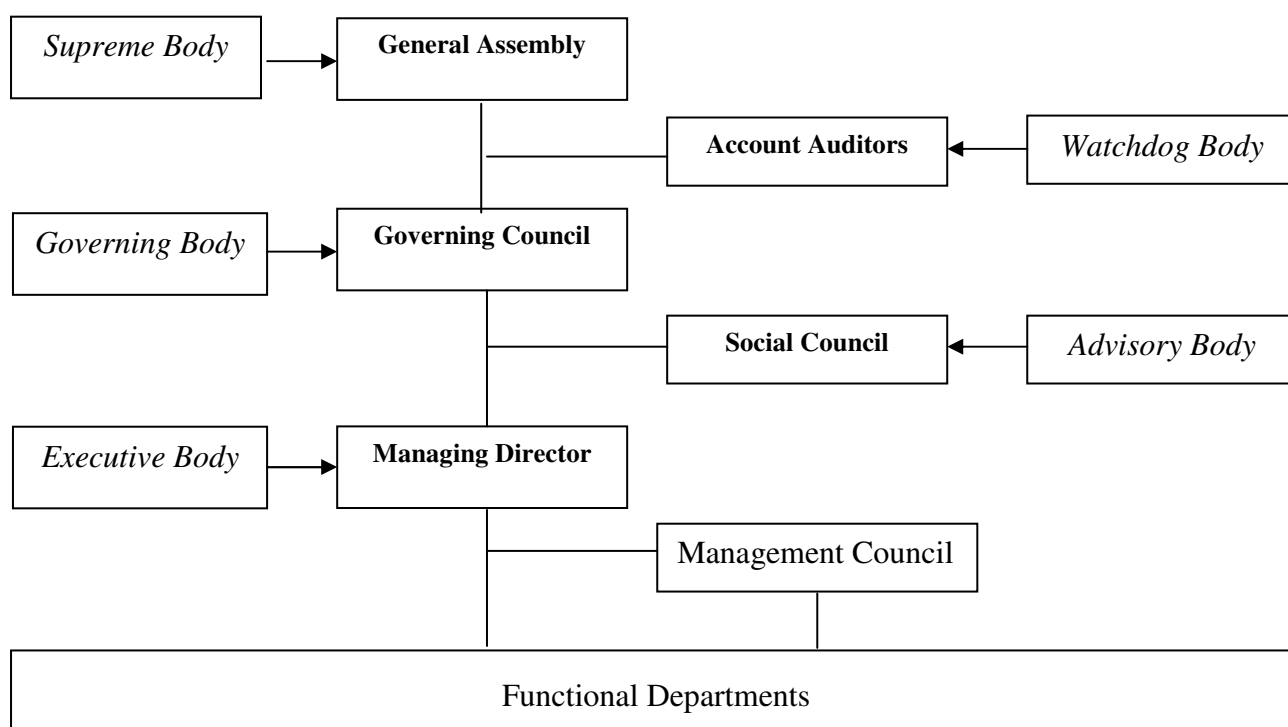 Supreme Body
General Assembly
Account Auditors
Watchdog Body
Governing Body
Governing Council
Social Council
Advisory Body
Executive Body
Managing Director
Management Council
Functional Departments